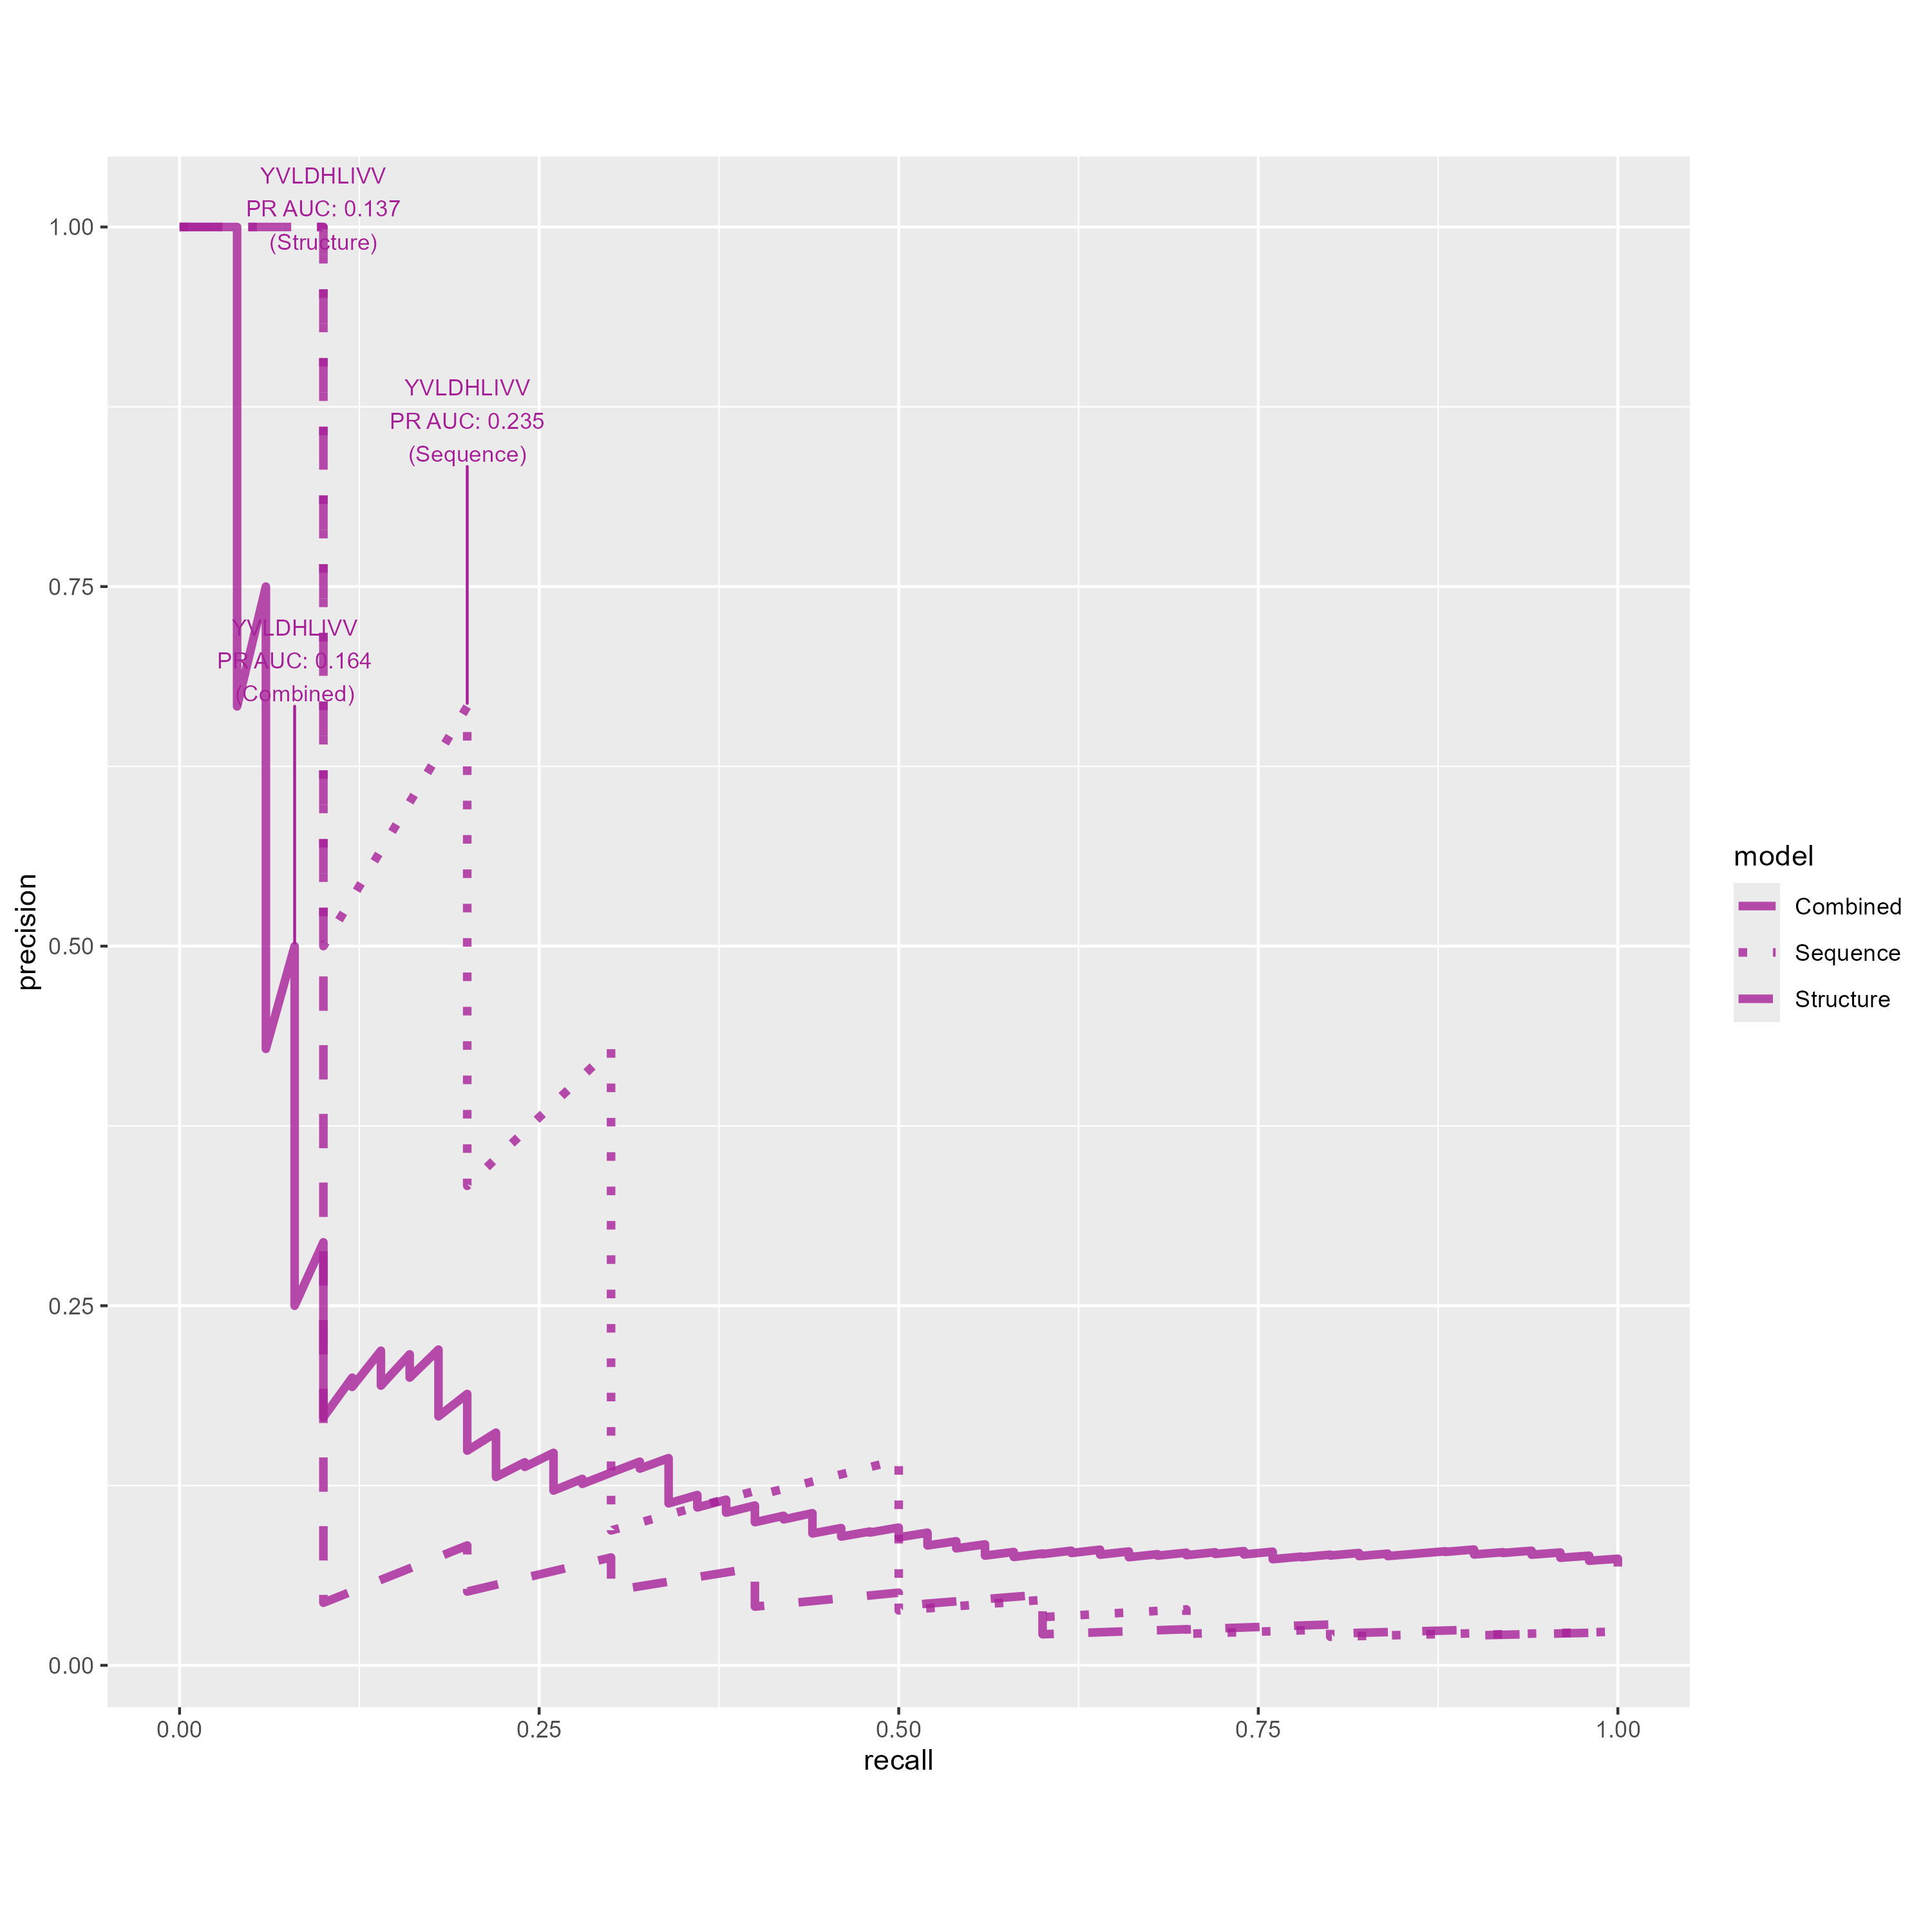 YVLDHLIVV
PR AUC: 0.137
(Structure)
YVLDHLIVV
PR AUC: 0.235
(Sequence)
YVLDHLIVV
PR AUC: 0.164
(Combined)
1.00
0.75
0.50
0.25
0.00
precision
0.00
0.25
0.50
0.75
1.00
recall
model
Combined
Sequence
Structure